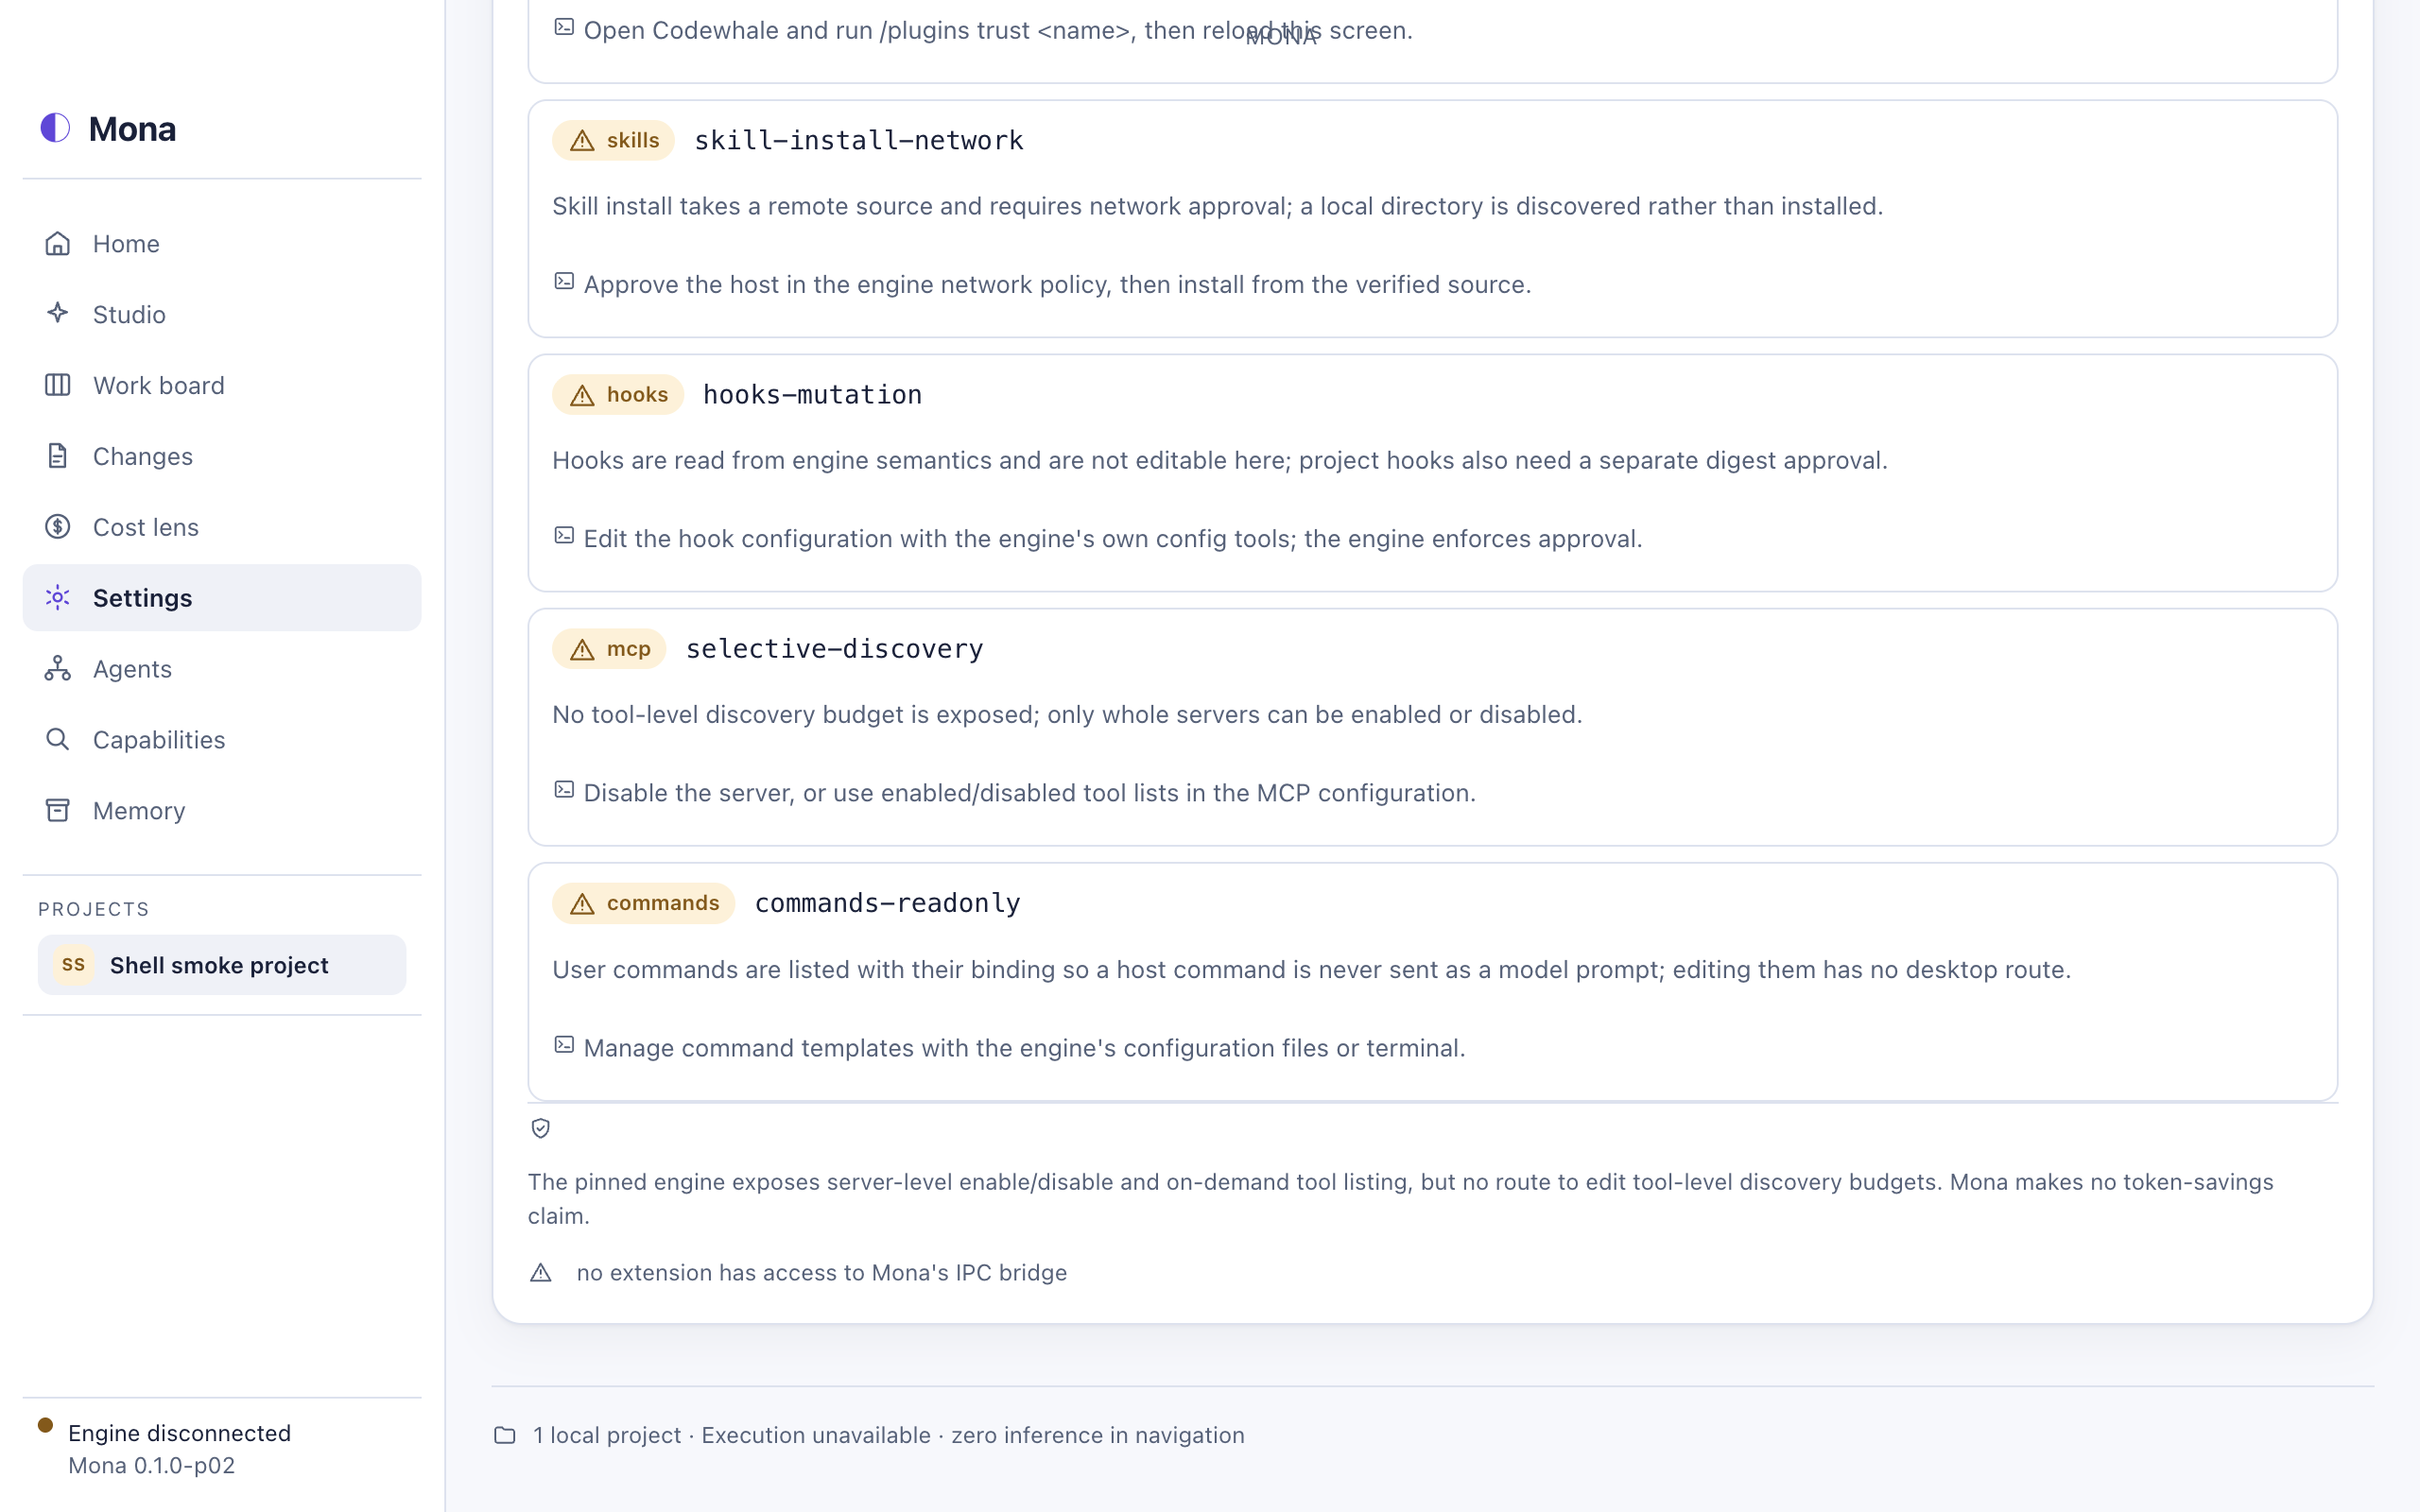 Mona
Home
Studio
Work board
Changes
Cost lens
Settings
Agents
Capabilities
Memory
PROJECTS
SS Shell smoke project
Engine disconnected
Mona 0.1.0-p02
MONA
Open Codewhale and run /plugins trust <name>, then reload this screen.
skills skill-install-network
Skill install takes a remote source and requires network approval; a local directory is discovered rather than installed.
Approve the host in the engine network policy, then install from the verified source.
hooks hooks-mutation
Hooks are read from engine semantics and are not editable here; project hooks also need a separate digest approval.
Edit the hook configuration with the engine's own config tools; the engine enforces approval.
mcp selective-discovery
No tool-level discovery budget is exposed; only whole servers can be enabled or disabled.
Disable the server, or use enabled/disabled tool lists in the MCP configuration.
commands commands-readonly
User commands are listed with their binding so a host command is never sent as a model prompt; editing them has no desktop route.
Manage command templates with the engine's configuration files or terminal.
The pinned engine exposes server-level enable/disable and on-demand tool listing, but no route to edit tool-level discovery budgets. Mona makes no token-savings
claim.
no extension has access to Mona's IPC bridge
1 local project · Execution unavailable · zero inference in navigation